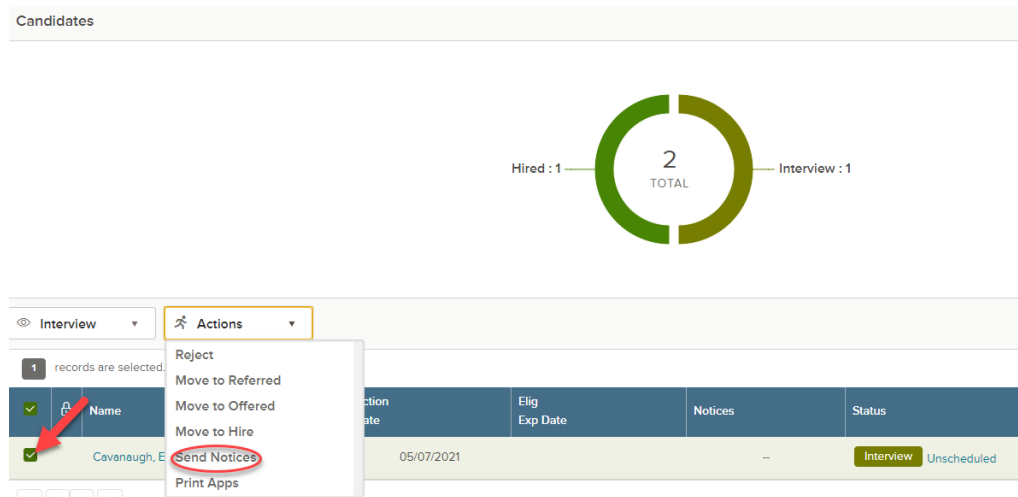 Candidates
Hired : 1
2
TOTAL
Interview : 1
Interview
Actions
1 records are selected.
Reject
Move to Referred
Move to Offered
Move to Hire
Send Notices
Print Apps
Name
ction
ate
Elig
Exp Date
Notices
Status
Cavanaugh, E
05/07/2021
--
Interview Unscheduled